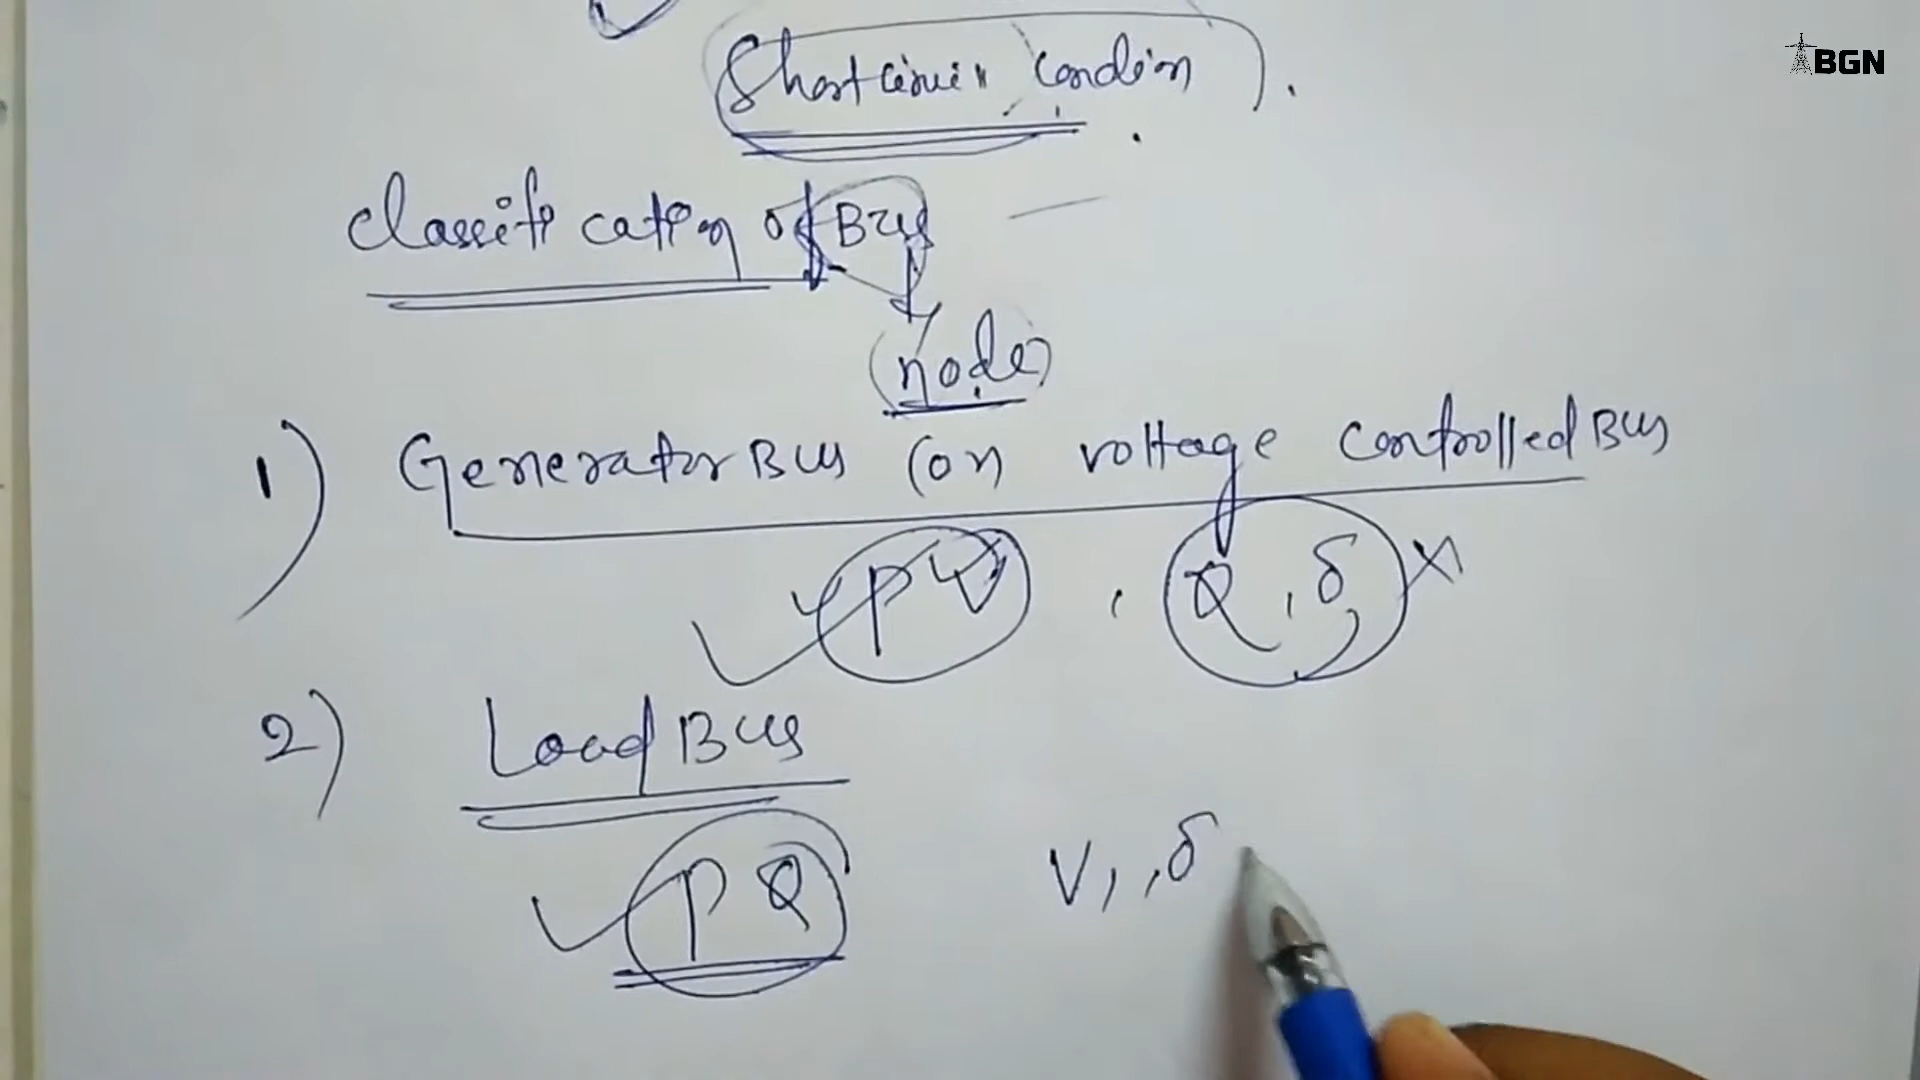 BGN
Short circuit condion).
classification of Bus
(node)
1) Generator Bus (or) voltage controlled Bus
PV, Q, δ X
2) Load Bus
PQ V, , δ